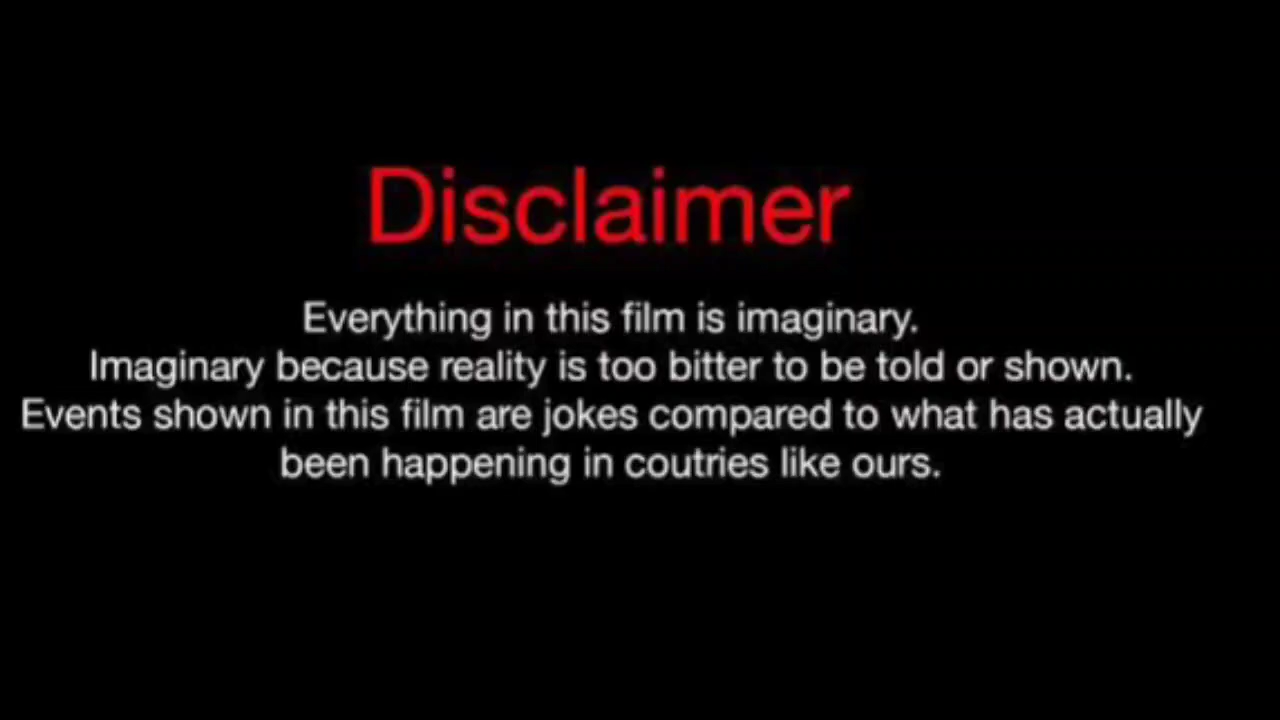 Disclaimer
Everything in this film is imaginary.
Imaginary because reality is too bitter to be told or shown.
Events shown in this film are jokes compared to what has actually
been happening in coutries like ours.